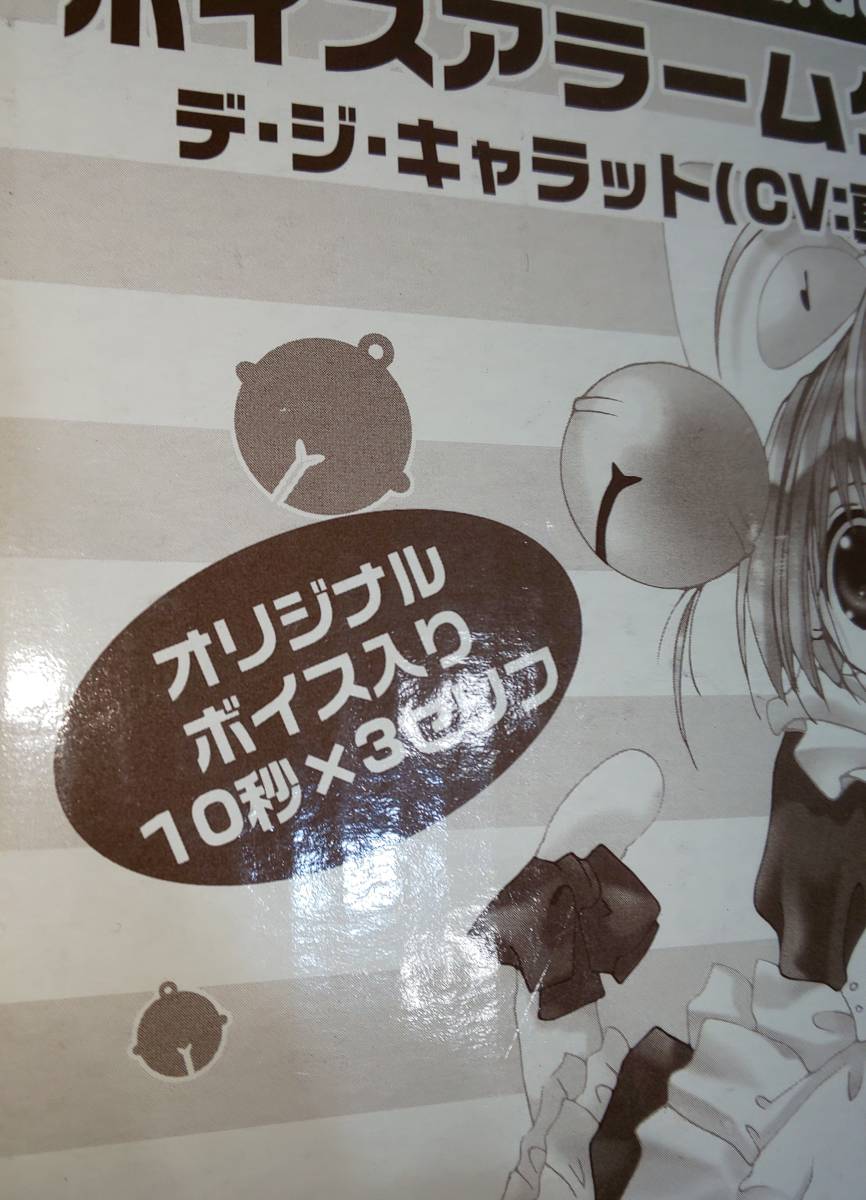 ボイスアラーム
デ・ジ・キャラット(CV:
オリジナル
ボイス入り
10秒×3セリフ